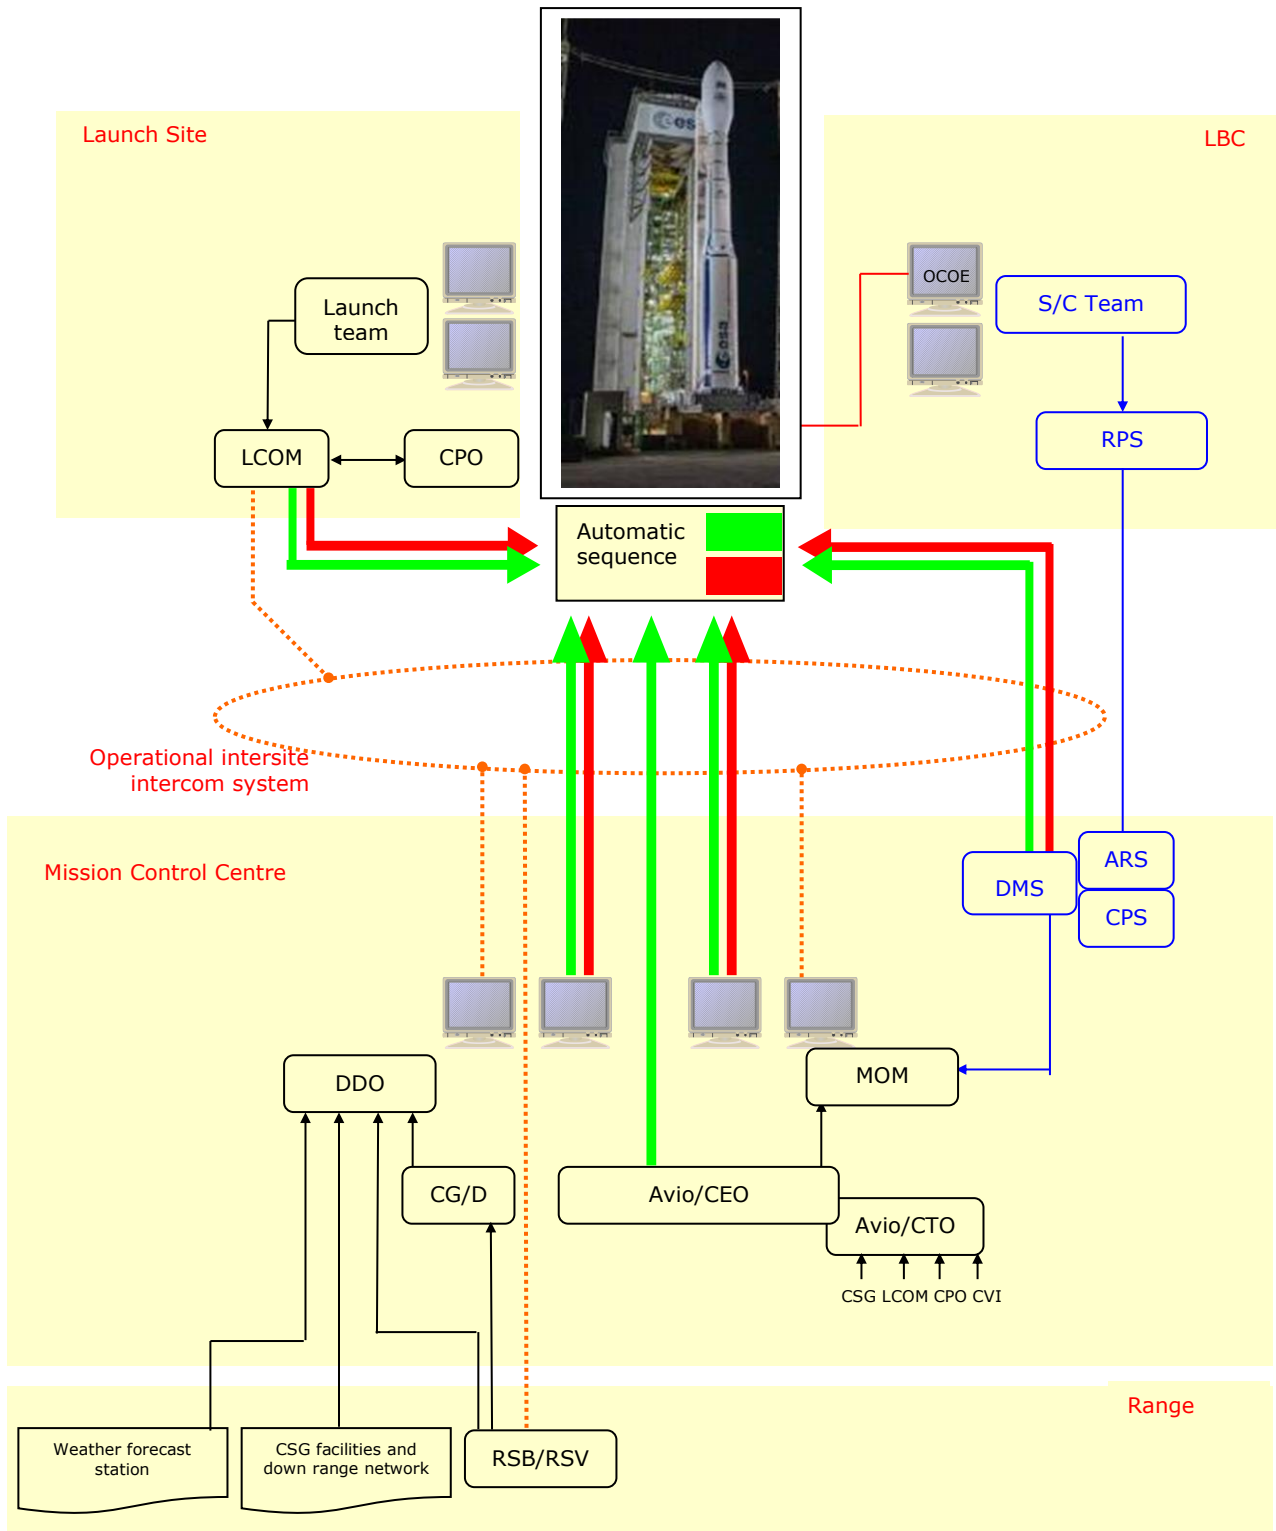 Launch Site
LBC
esa
esa
OCOE
Launch
team
S/C Team
LCOM
CPO
RPS
Automatic
sequence
Operational intersite
intercom system
Mission Control Centre
ARS
DMS
CPS
DDO
MOM
CG/D
Avio/CEO
Avio/CTO
CSG LCOM CPO CVI
Range
Weather forecast
station
CSG facilities and
down range network
RSB/RSV